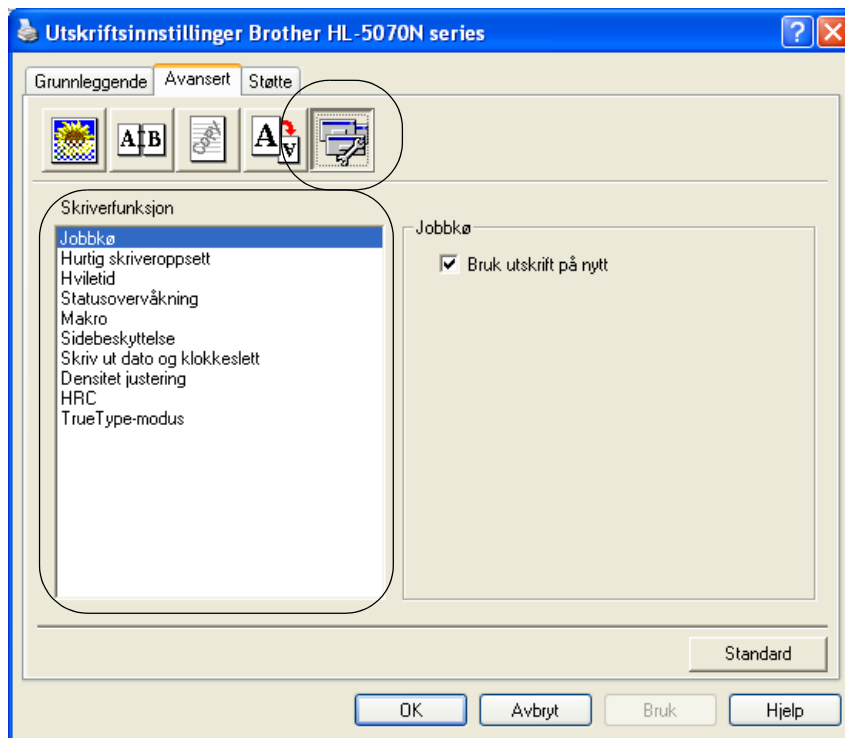 Utskriftsinnstillinger Brother HL-5070N series
Grunnleggende Avansert Støtte
A B Copy A A
Skriverfunksjon
Jobbkø
Hurtig skriveroppsett
Hviletid
Statusovervåkning
Makro
Sidebeskyttelse
Skriv ut dato og klokkeslett
Densitet justering
HRC
TrueType-modus
Jobbkø
Bruk utskrift på nytt
Standard
OK Avbryt Bruk Hjelp